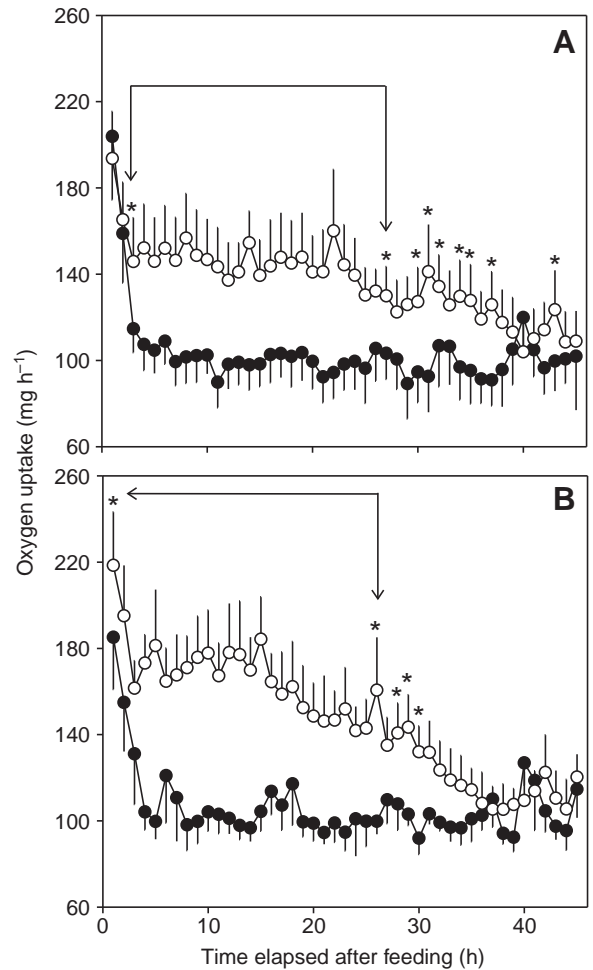 260
A
220
180
140
100
60
* * * * * * * * * *
Oxygen uptake (mg h–1)
260
B
220
180
140
100
60
* * * * *
0 10 20 30 40
Time elapsed after feeding (h)